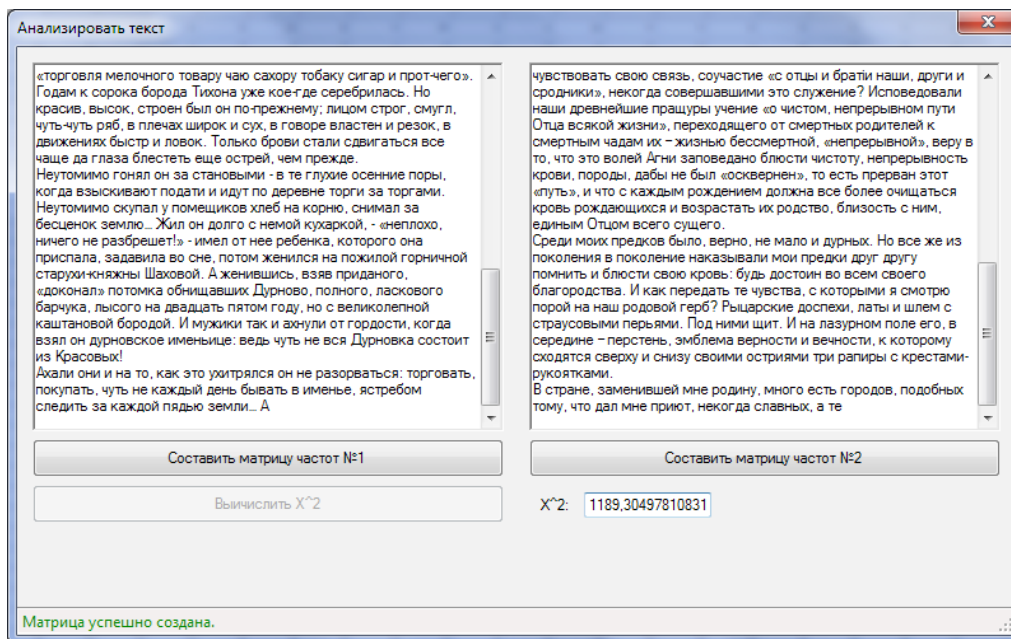 Анализировать текст
«торговля мелочного товару чаю сахору тобаку сигар и прот-чего».
Годам к сорока борода Тихона уже кое-где серебрилась. Но
красив, высок, строен был он по-прежнему; лицом строг, смугл,
чуть-чуть ряб, в плечах широк и сух, в говоре властен и резок, в
движениях быстр и ловок. Только брови стали сдвигаться все
чаще да глаза блестеть еще острей, чем прежде.
Неутомимо гонял он за становыми - в те глухие осенние поры,
когда взыскивают подати и идут по деревне торги за торгами.
Неутомимо скупал у помещиков хлеб на корню, снимал за
бесценок землю... Жил он долго с немой кухаркой, - «неплохо,
ничего не разбрешет!» - имел от нее ребенка, которого она
приспала, задавила во сне, потом женился на пожилой горничной
старухи-княжны Шаховой. А женившись, взяв приданого,
«доконал» потомка обнищавших Дурново, полного, ласкового
барчука, лысого на двадцать пятом году, но с великолепной
каштановой бородой. И мужики так и ахнули от гордости, когда
взял он дурновское именьице: ведь чуть не вся Дурновка состоит
из Красовых!
Ахали они и на то, как это ухитрялся он не разорваться: торговать,
покупать, чуть не каждый день бывать в именье, ястребом
следить за каждой пядью земли... А
чувствовать свою связь, соучастие «с отцы и братiи наши, други и
сродники», некогда совершавшими это служение? Исповедовали
наши древнейшие пращуры учение «о чистом, непрерывном пути
Отца всякой жизни», переходящего от смертных родителей к
смертным чадам их – жизнью бессмертной, «непрерывной», веру в
то, что это волей Агни заповедано блюсти чистоту, непрерывность
крови, породы, дабы не был «осквернен», то есть прерван этот
«путь», и что с каждым рождением должна все более очищаться
кровь рождающихся и возрастать их родство, близость с ним,
единым Отцом всего сущего.
Среди моих предков было, верно, не мало и дурных. Но все же из
поколения в поколение наказывали мои предки друг другу
помнить и блюсти свою кровь: будь достоин во всем своего
благородства. И как передать те чувства, с которыми я смотрю
порой на наш родовой герб? Рыцарские доспехи, латы и шлем с
страусовыми перьями. Под ними щит. И на лазурном поле его, в
середине – перстень, эмблема верности и вечности, к которому
сходятся сверху и снизу своими остриями три рапиры с крестами-
рукоятками.
В стране, заменившей мне родину, много есть городов, подобных
тому, что дал мне приют, некогда славных, а те
Составить матрицу частот №1
Составить матрицу частот №2
Выичислить X^2
X^2: 1189,30497810831
Матрица успешно создана.